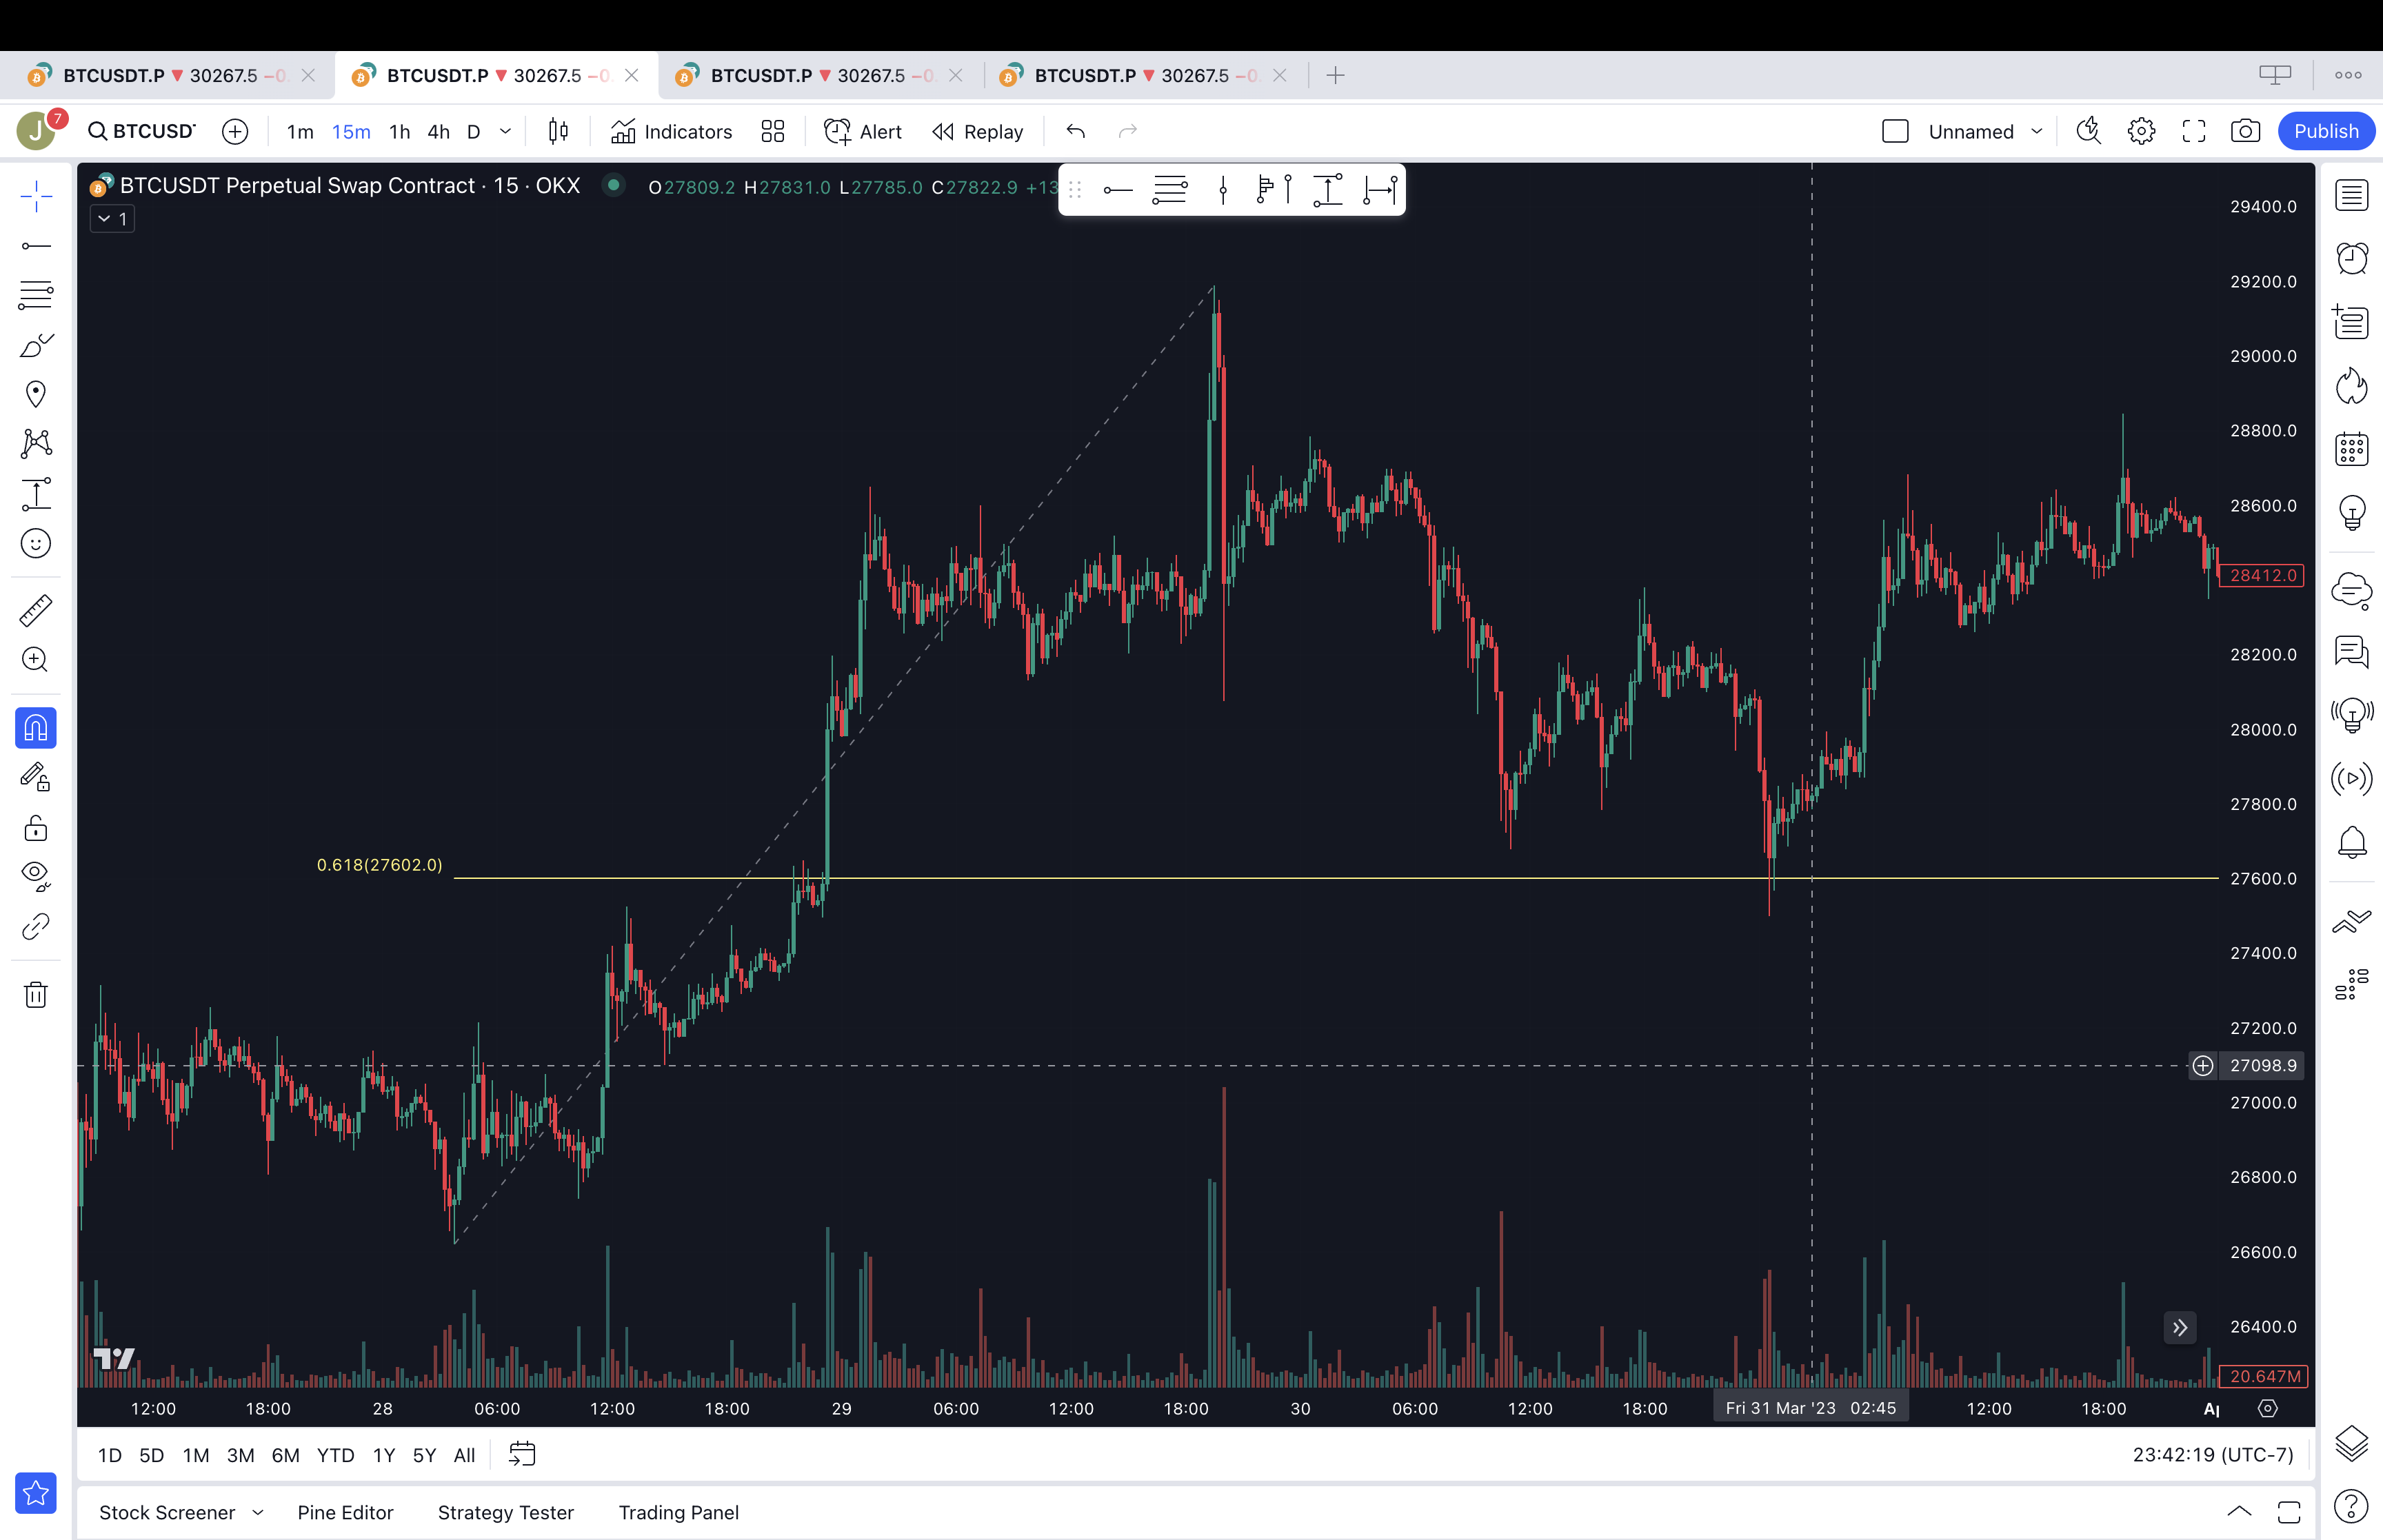 BTCUSDT.P ▼ 30267.5 −0. BTCUSDT.P ▼ 30267.5 −0. BTCUSDT.P ▼ 30267.5 −0. BTCUSDT.P ▼ 30267.5 −0.
J 7 BTCUSD 1m 15m 1h 4h D Indicators Alert Replay Unnamed Publish
BTCUSDT Perpetual Swap Contract · 15 · OKX O27809.2 H27831.0 L27785.0 C27822.9 +13
1
29400.0
29200.0
29000.0
28800.0
28600.0
28412.0
28200.0
28000.0
27800.0
0.618(27602.0)
27600.0
27400.0
27200.0
27098.9
27000.0
26800.0
26600.0
26400.0
20.647M
12:00 18:00 28 06:00 12:00 18:00 29 06:00 12:00 18:00 30 06:00 12:00 18:00 Fri 31 Mar '23 02:45 12:00 18:00
1D 5D 1M 3M 6M YTD 1Y 5Y All 23:42:19 (UTC-7)
Stock Screener Pine Editor Strategy Tester Trading Panel